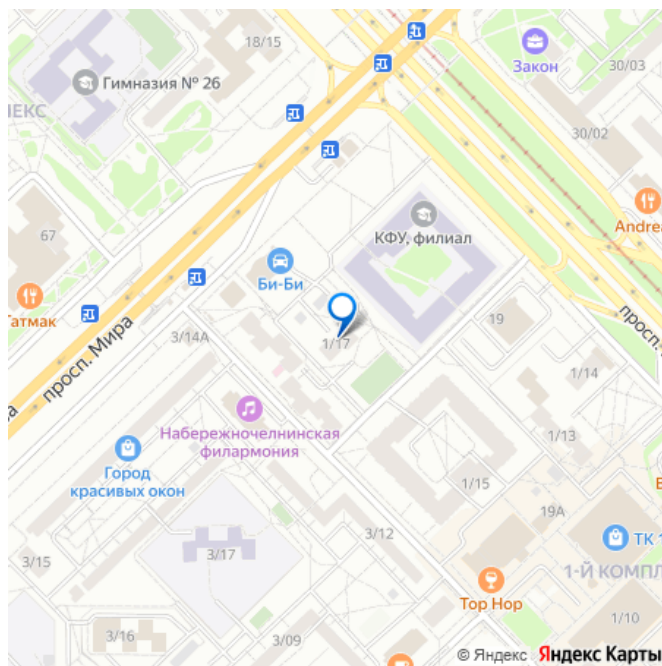 18/15
Закон
30/03
Гимназия № 26
ЛЕКС
30/02
67
КФУ, филиал
Andrea
Би-Би
Татмак
3/14А
просп. Мира
1/17
19
просп.
1/14
Набережночелнинская
филармония
1/13
Город
красивых окон
1/15
19А
3/12
ТК 1
3/15
3/17
1-Й КОМПЛ
Top Hop
1/10
3/16
3/09
© Яндекс Яндекс Карты